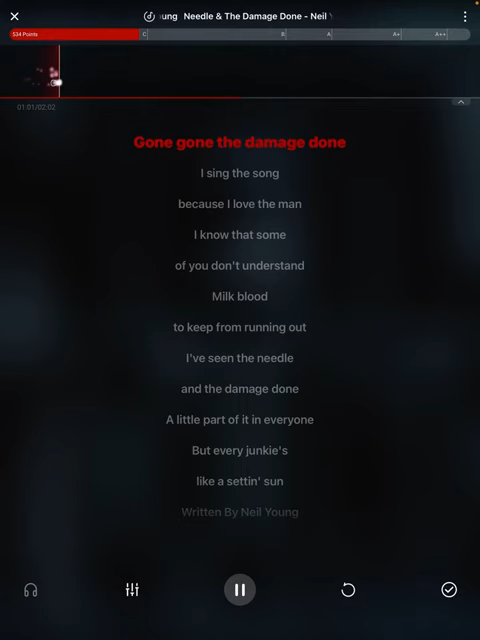 ung Needle & The Damage Done - Neil Y
534 Points C B A A+ A++
01:01/02:02
Gone gone the damage done
I sing the song
because I love the man
I know that some
of you don't understand
Milk blood
to keep from running out
I've seen the needle
and the damage done
A little part of it in everyone
But every junkie's
like a settin' sun
Written By Neil Young